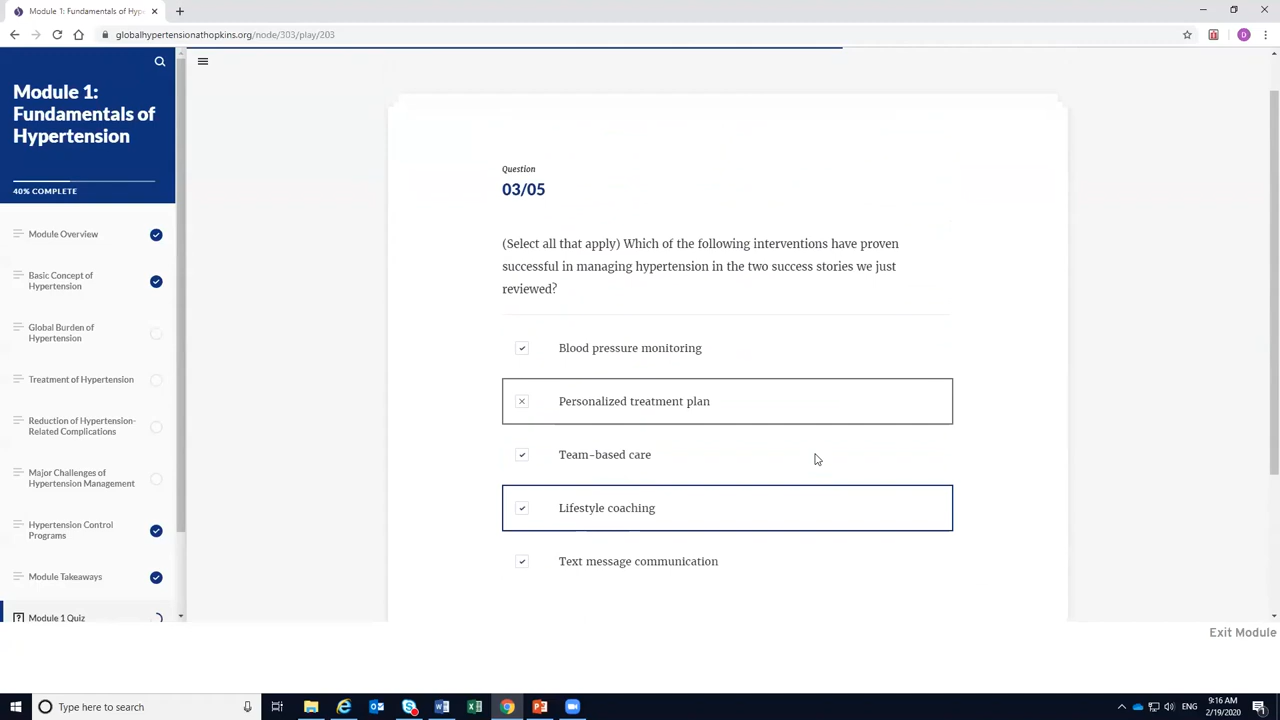 Module 1: Fundamentals of Hyper
globalhypertensionathopkins.org/node/303/play/203
D
Module 1:
Fundamentals of
Hypertension
40% COMPLETE
Module Overview
Basic Concept of
Hypertension
Global Burden of
Hypertension
Treatment of Hypertension
Reduction of Hypertension-
Related Complications
Major Challenges of
Hypertension Management
Hypertension Control
Programs
Module Takeaways
Module 1 Quiz
Question
03/05
(Select all that apply) Which of the following interventions have proven
successful in managing hypertension in the two success stories we just
reviewed?
Blood pressure monitoring
Personalized treatment plan
Team-based care
Lifestyle coaching
Text message communication
Exit Module
Type here to search
ENG
9:16 AM
2/19/2020